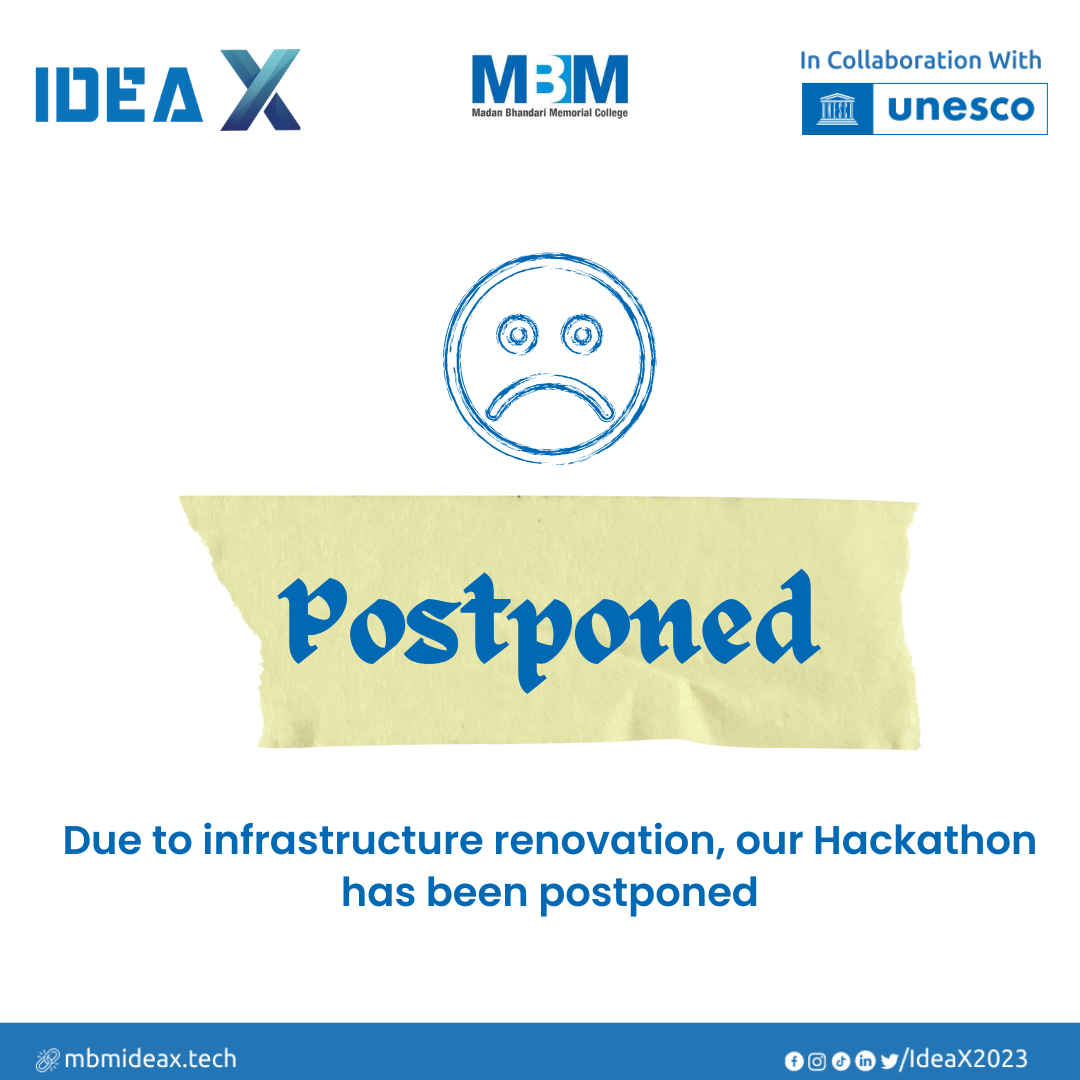 IDEA X
MBM
Madan Bhandari Memorial College
In Collaboration With
unesco
Postponed
Due to infrastructure renovation, our Hackathon
has been postponed
mbmideax.tech
/IdeaX2023